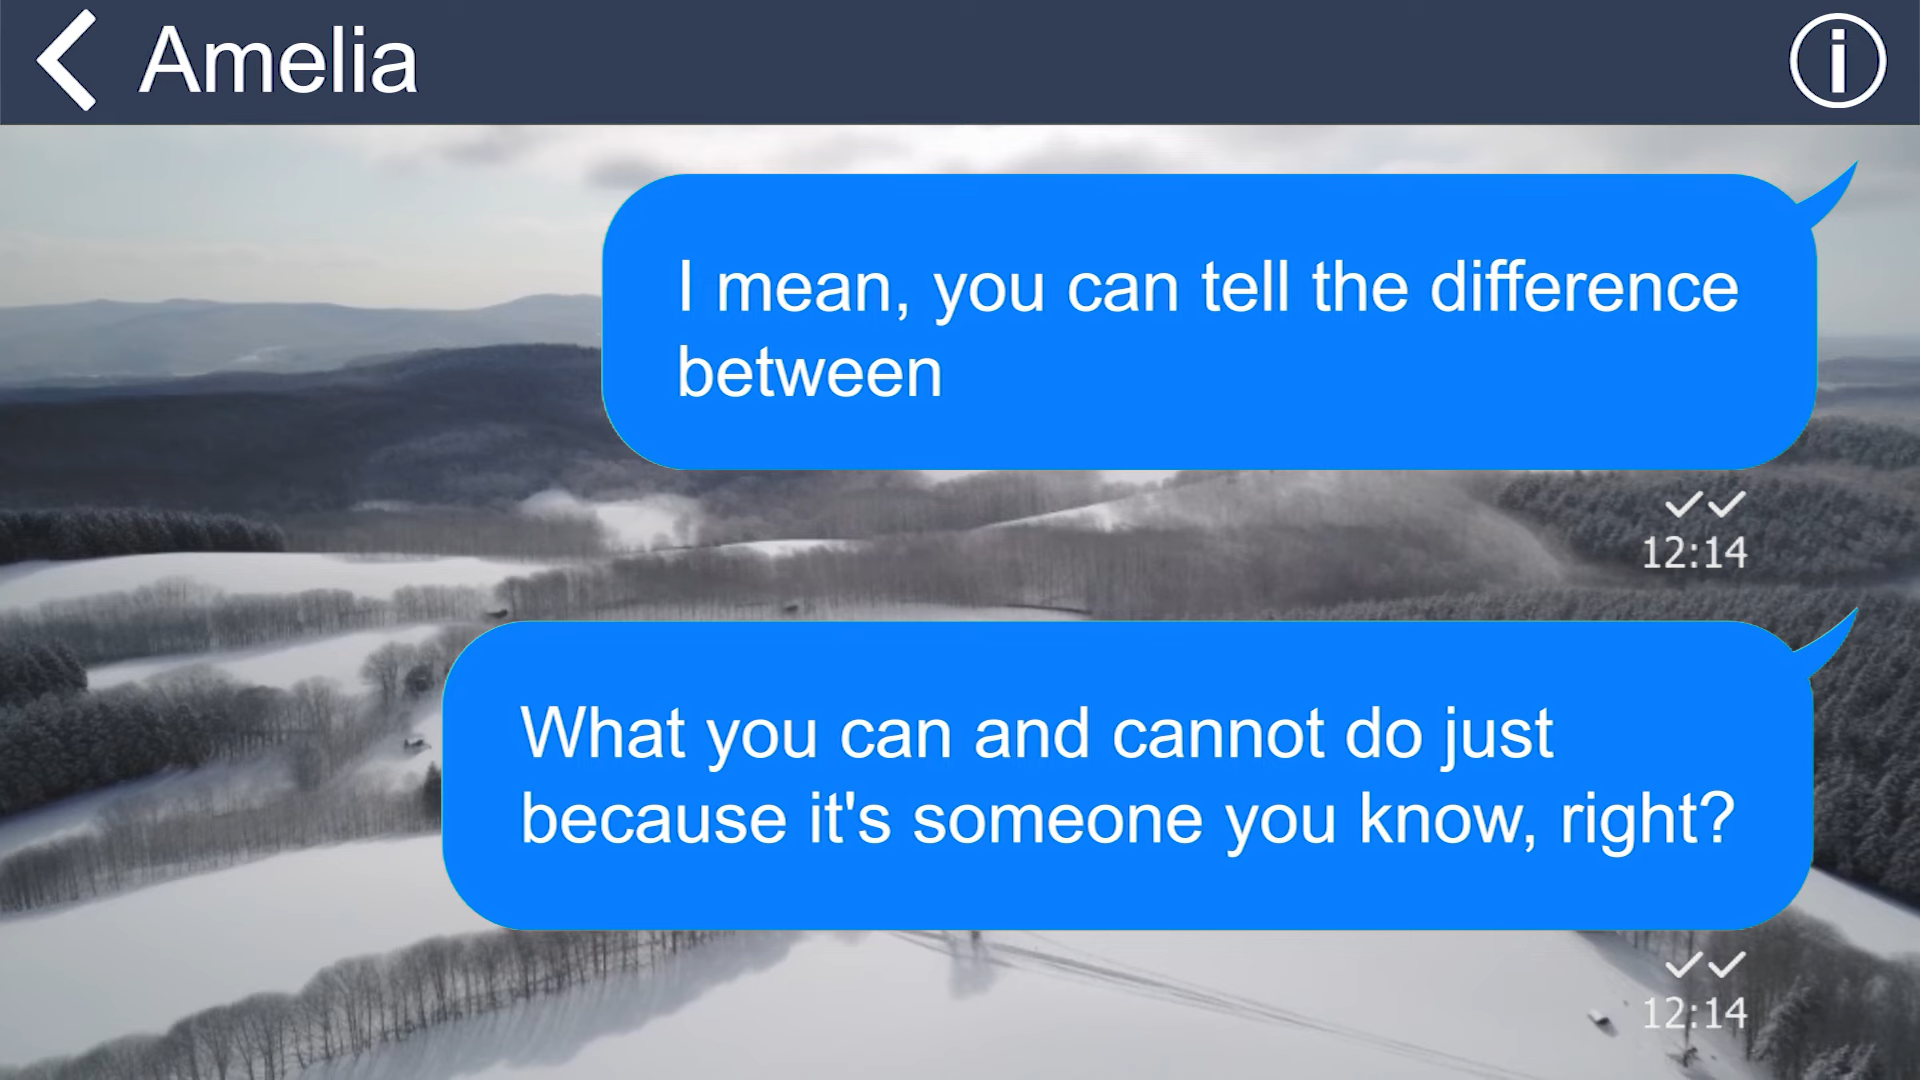 Amelia
I mean, you can tell the difference
between
12:14
What you can and cannot do just
because it's someone you know, right?
12:14